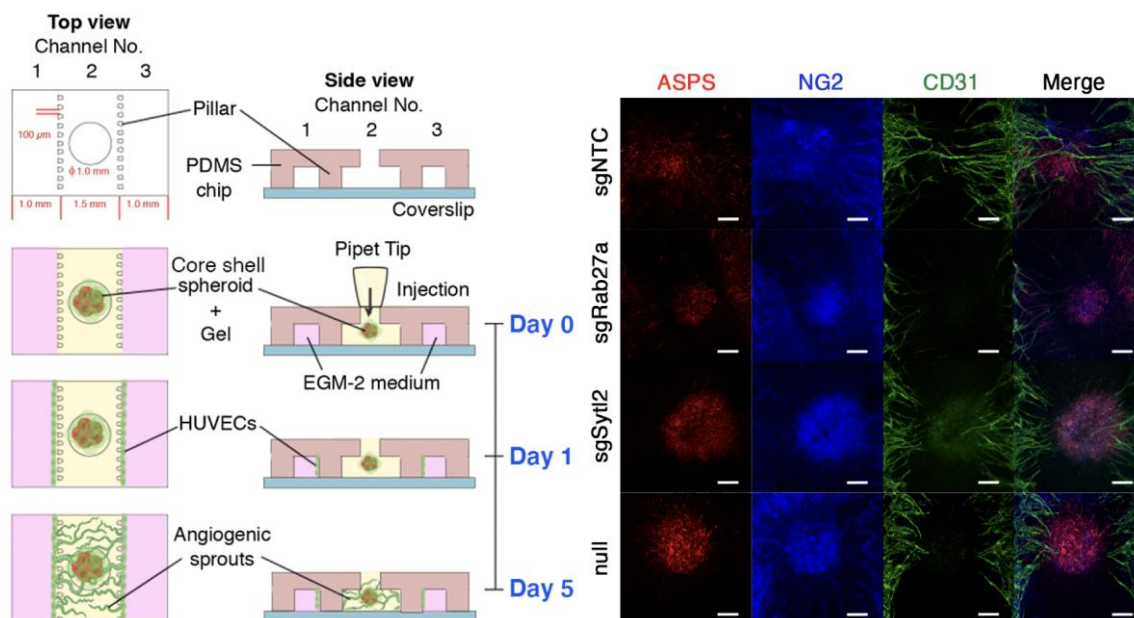 Top view
Channel No.
1 2 3
100 μm
ϕ 1.0 mm
1.0 mm 1.5 mm 1.0 mm
Side view
Channel No.
1 2 3
Pillar
PDMS
chip
Coverslip
Pipet Tip
Core shell
spheroid
+
Gel
Injection
Day 0
EGM-2 medium
HUVECs
Day 1
Angiogenic
sprouts
Day 5
ASPS NG2 CD31 Merge
sgNTC
sgRab27a
sgSytl2
null